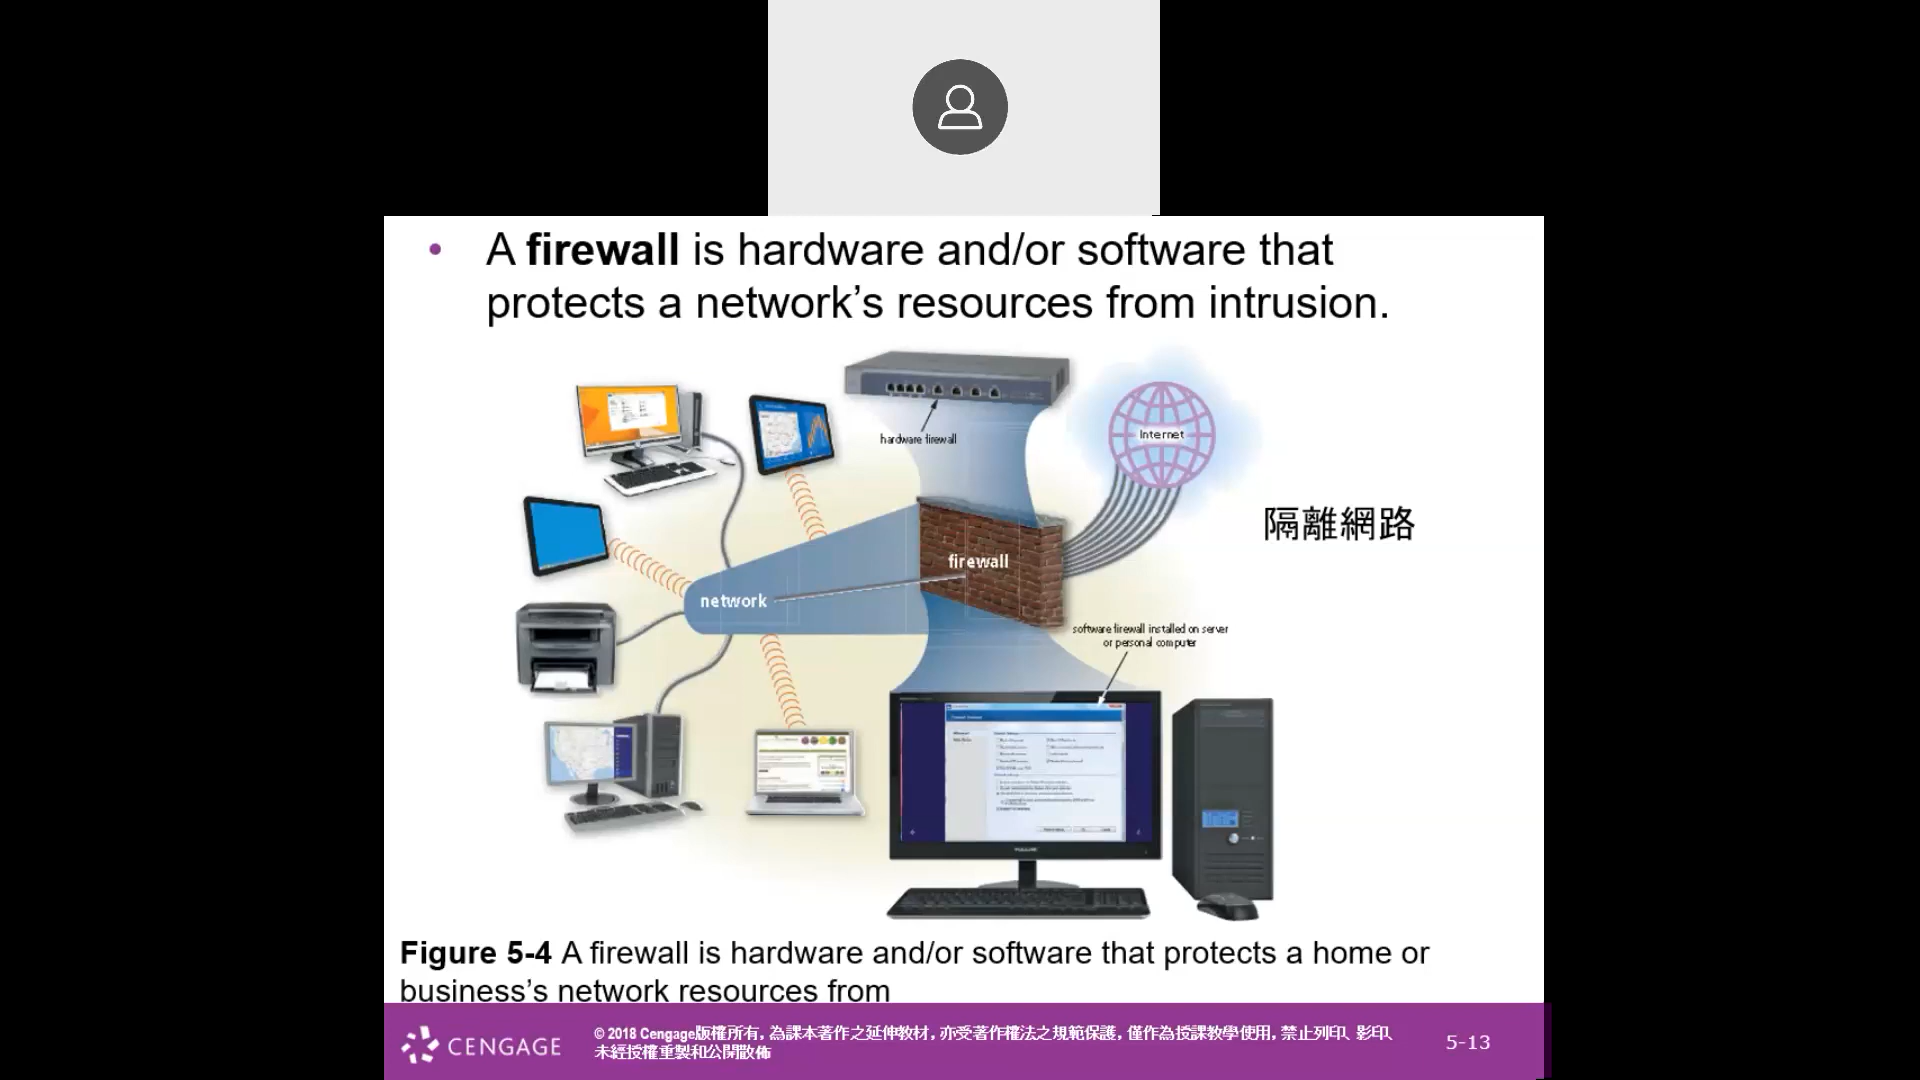 • A firewall is hardware and/or software that
protects a network’s resources from intrusion.
hardware firewall
Internet
隔離網路
firewall
network
software firewall installed on server
or personal computer
Figure 5-4 A firewall is hardware and/or software that protects a home or
business’s network resources from
CENGAGE
© 2018 Cengage版權所有, 為課本著作之延伸教材, 亦受著作權法之規範保護, 僅作為授課教學使用, 禁止列印、影印、
未經授權重製和公開散佈
5-13